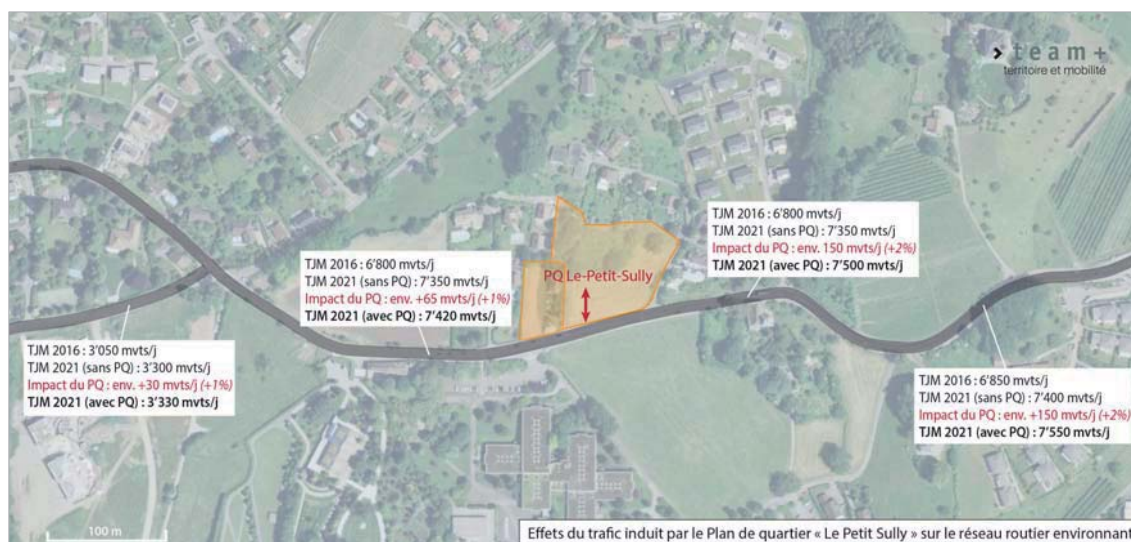 team+
territoire et mobilité
TJM 2016 : 6'800 mvts/j
TJM 2021 (sans PQ) : 7'350 mvts/j
Impact du PQ : env. 150 mvts/j (+2%)
TJM 2021 (avec PQ) : 7'500 mvts/j
PQ Le-Petit-Sully
TJM 2016 : 6'800 mvts/j
TJM 2021 (sans PQ) : 7'350 mvts/j
Impact du PQ : env. +65 mvts/j (+1%)
TJM 2021 (avec PQ) : 7'420 mvts/j
TJM 2016 : 3'050 mvts/j
TJM 2021 (sans PQ) : 3'300 mvts/j
Impact du PQ : env. +30 mvts/j (+1%)
TJM 2021 (avec PQ) : 3'330 mvts/j
TJM 2016 : 6'850 mvts/j
TJM 2021 (sans PQ) : 7'400 mvts/j
Impact du PQ : env. +150 mvts/j (+2%)
TJM 2021 (avec PQ) : 7'550 mvts/j
100 m
Effets du trafic induit par le Plan de quartier « Le Petit Sully » sur le réseau routier environnant